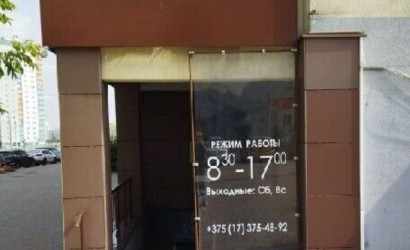 РЕЖИМ РАБОТЫ
8³⁰-17⁰⁰
Выходные: Сб, Вс
+375 (17) 375-48-92